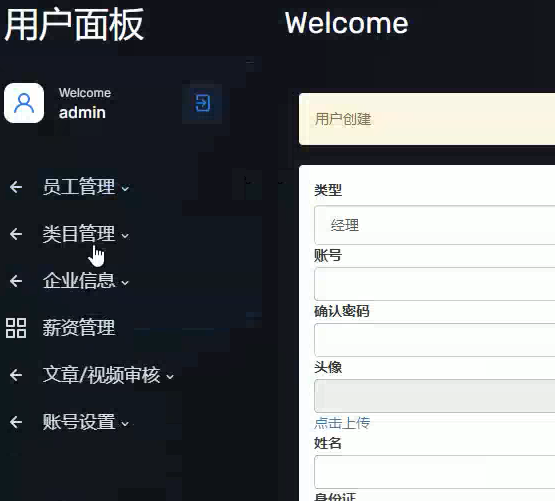 用户面板
Welcome
admin
员工管理
类目管理
企业信息
薪资管理
文章/视频审核
账号设置
Welcome
用户创建
类型
经理
账号
确认密码
头像
点击上传
姓名
身份证